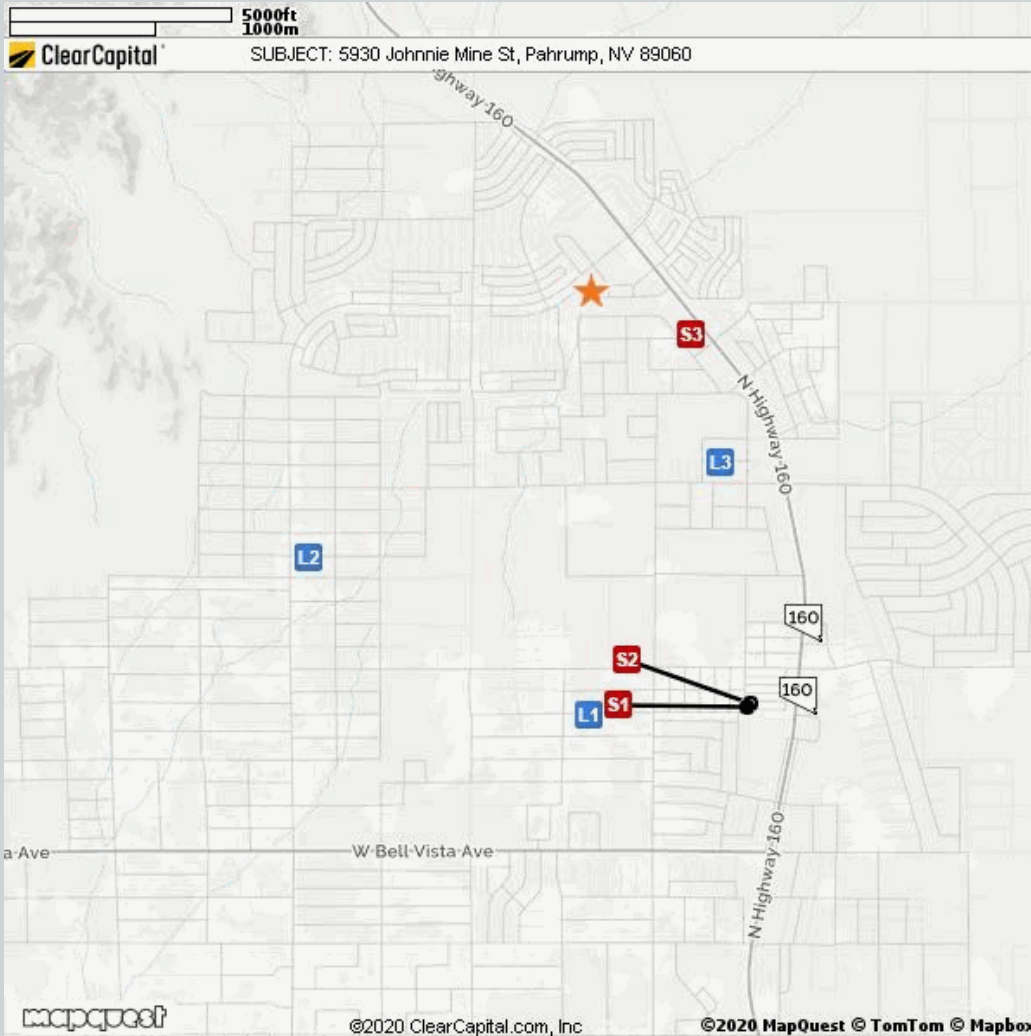 5000ft
1000m
ClearCapital
SUBJECT: 5930 Johnnie Mine St, Pahrump, NV 89060
ghway 160
S3
N Highway 160
L3
L2
160
S2
160
S1
L1
a Ave
W Bell Vista Ave
N Highway 160
mapquest
©2020 ClearCapital.com, Inc
©2020 MapQuest © TomTom © Mapbox